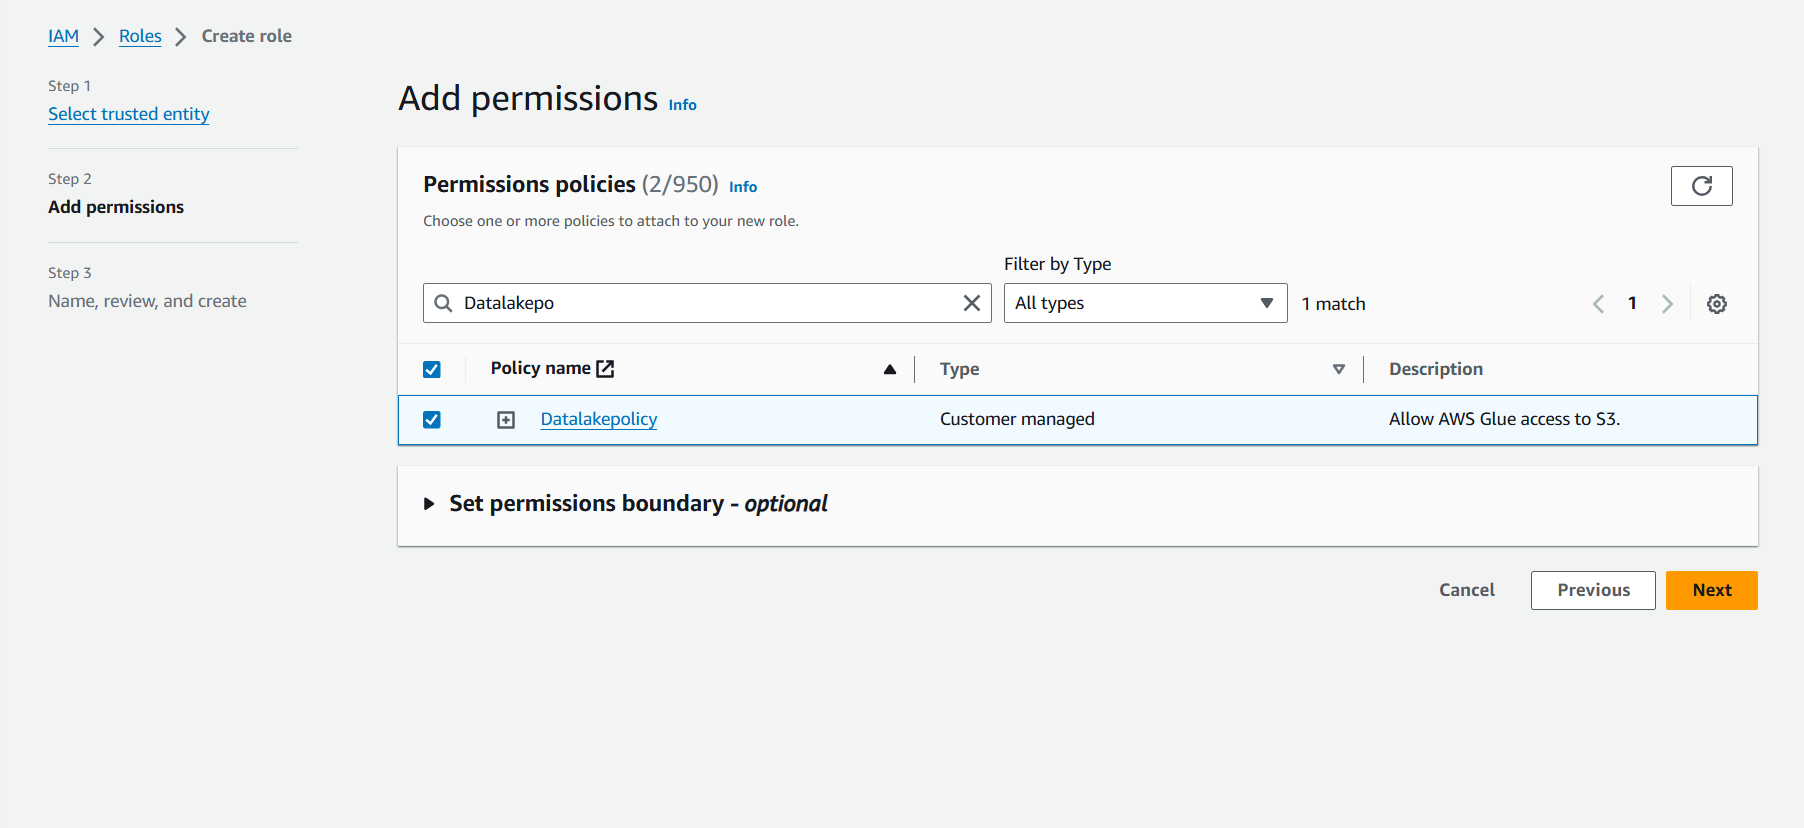 IAM > Roles > Create role
Step 1
Select trusted entity
Step 2
Add permissions
Step 3
Name, review, and create
Add permissions Info
Permissions policies (2/950) Info
Choose one or more policies to attach to your new role.
Filter by Type
Datalakepo
All types
1 match
1
Policy name Type Description
Datalakepolicy Customer managed Allow AWS Glue access to S3.
Set permissions boundary - optional
Cancel Previous Next